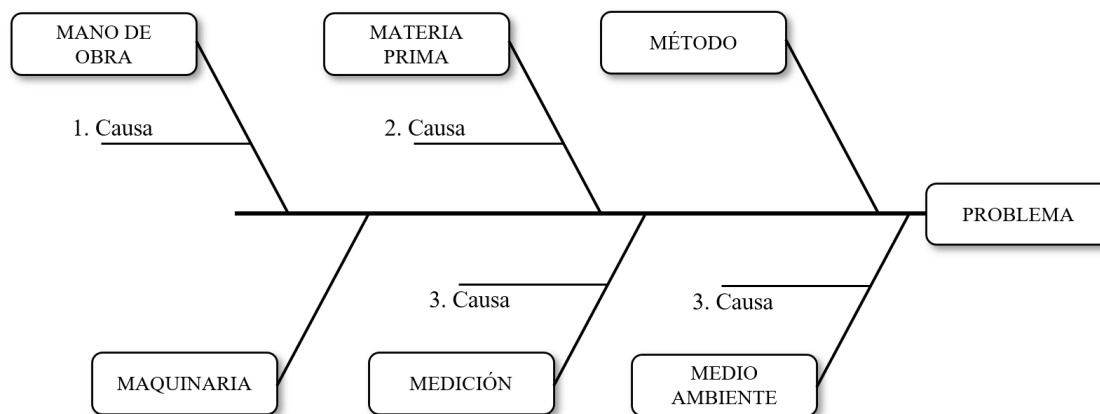 MANO DE
OBRA
MATERIA
PRIMA
MÉTODO
1. Causa
2. Causa
PROBLEMA
3. Causa
3. Causa
MAQUINARIA
MEDICIÓN
MEDIO
AMBIENTE